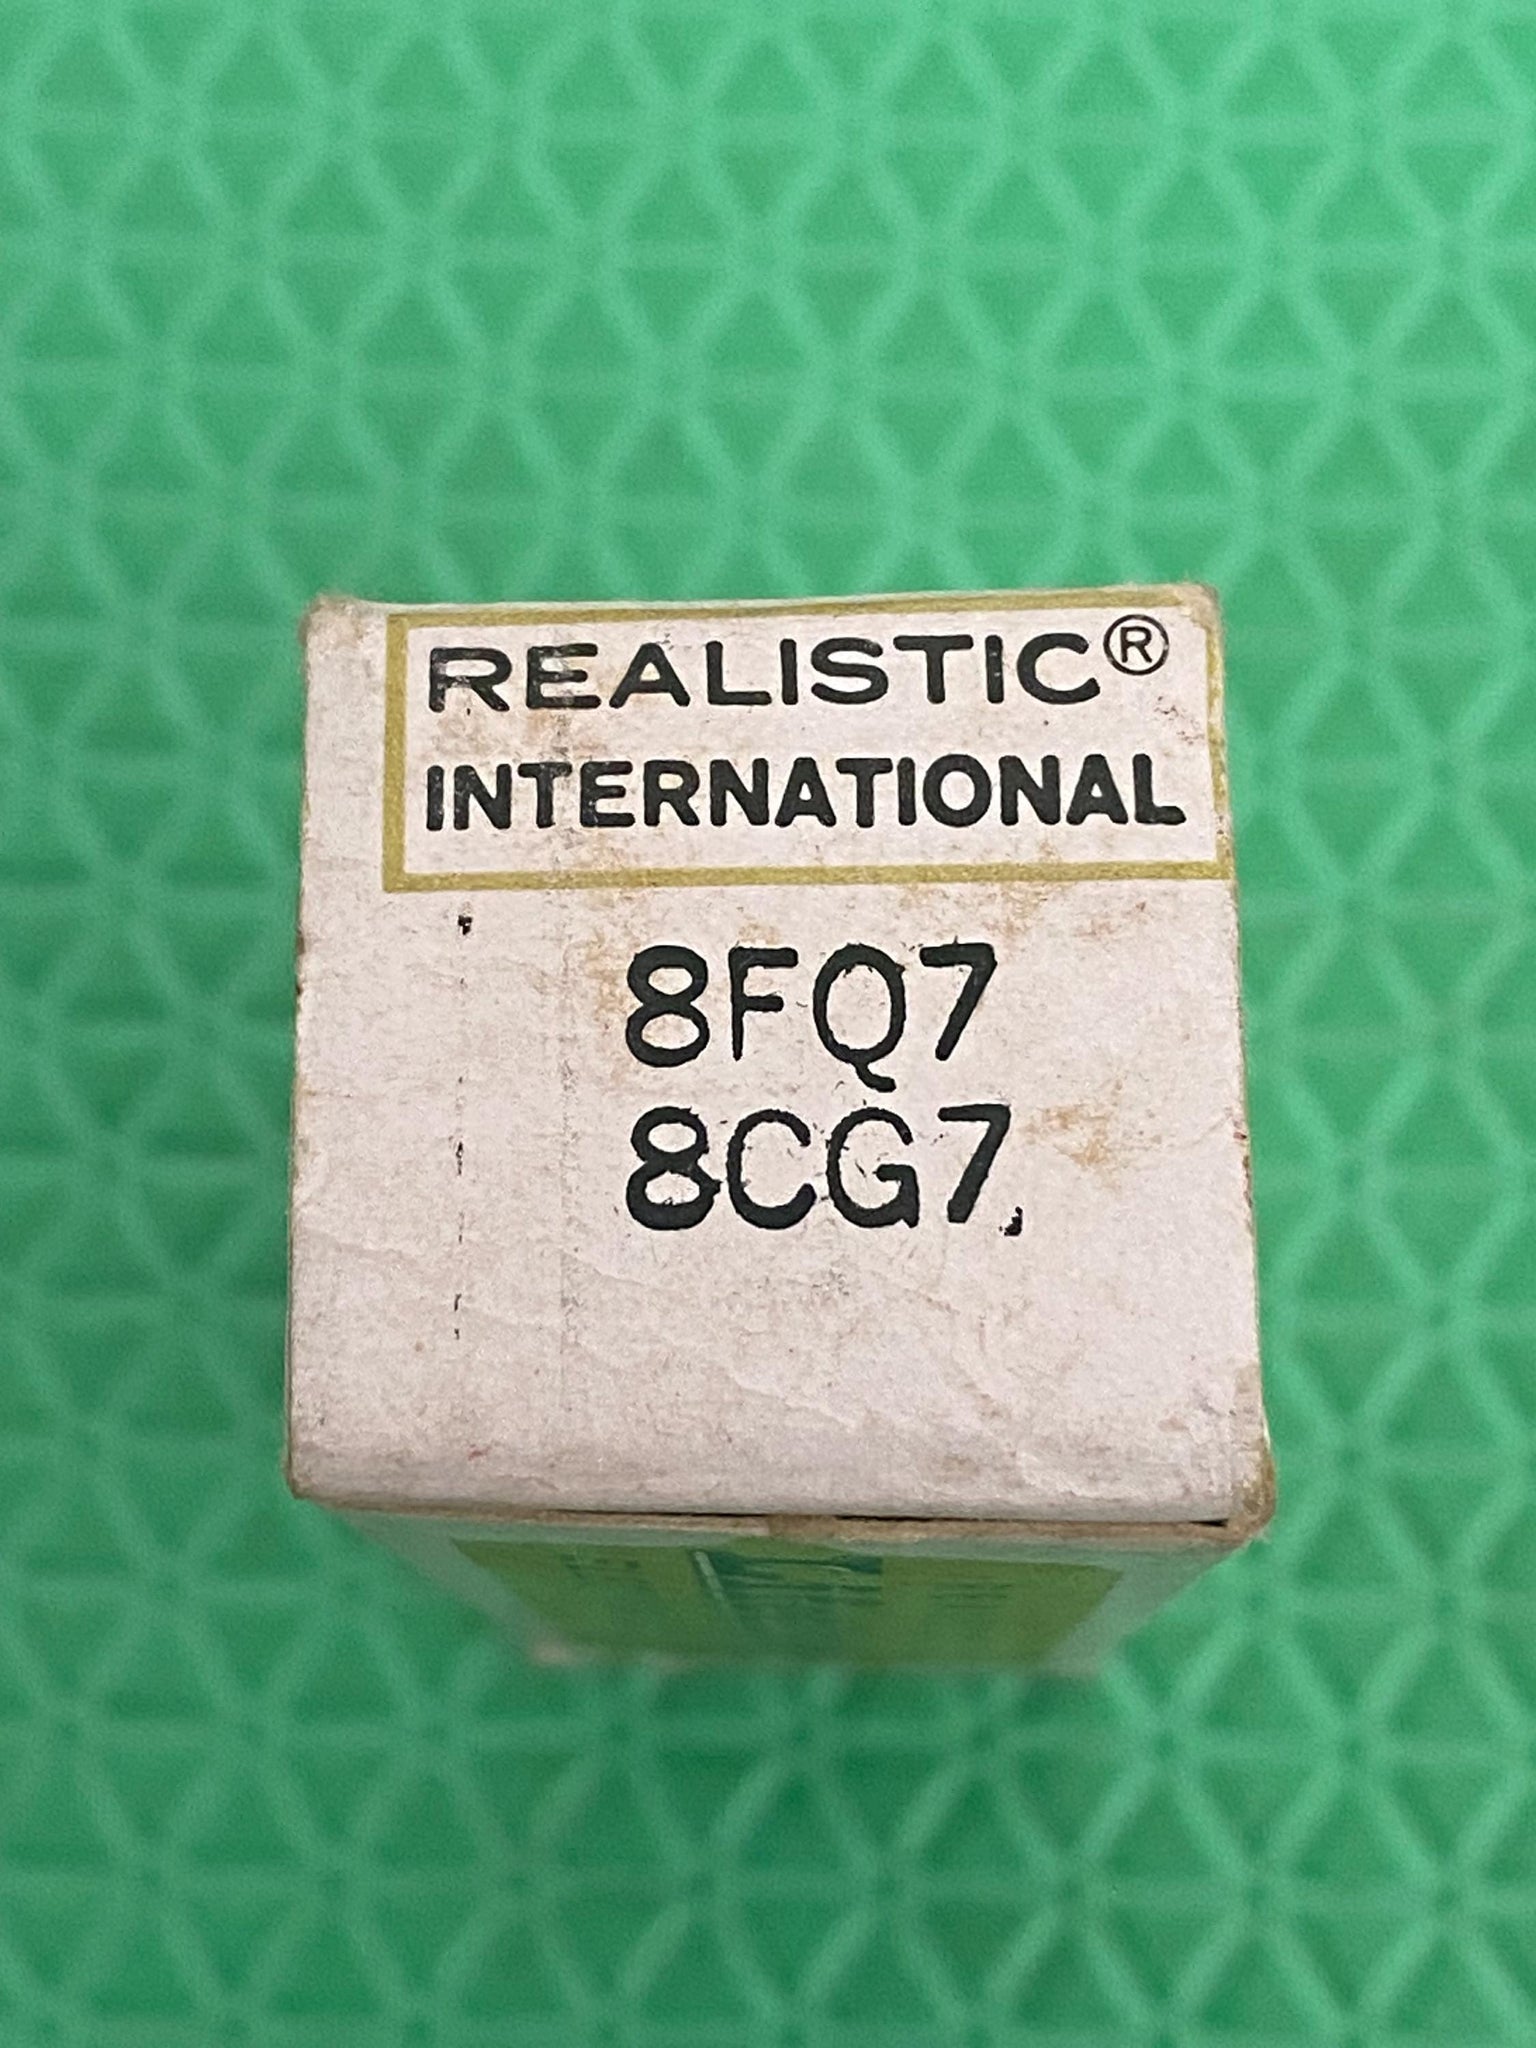 REALISTIC®
INTERNATIONAL
8FQ7
8CG7